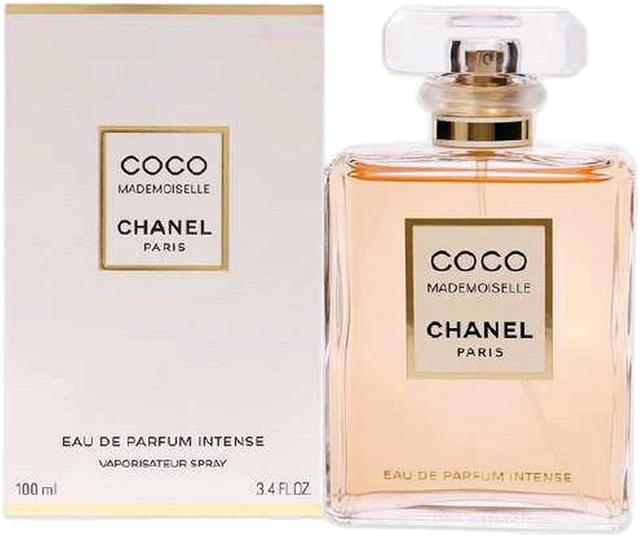 COCO
MADEMOISELLE
CHANEL
PARIS
EAU DE PARFUM INTENSE
VAPORISATEUR SPRAY
100 ml
3.4 FL.OZ.
COCO
MADEMOISELLE
CHANEL
PARIS
EAU DE PARFUM INTENSE